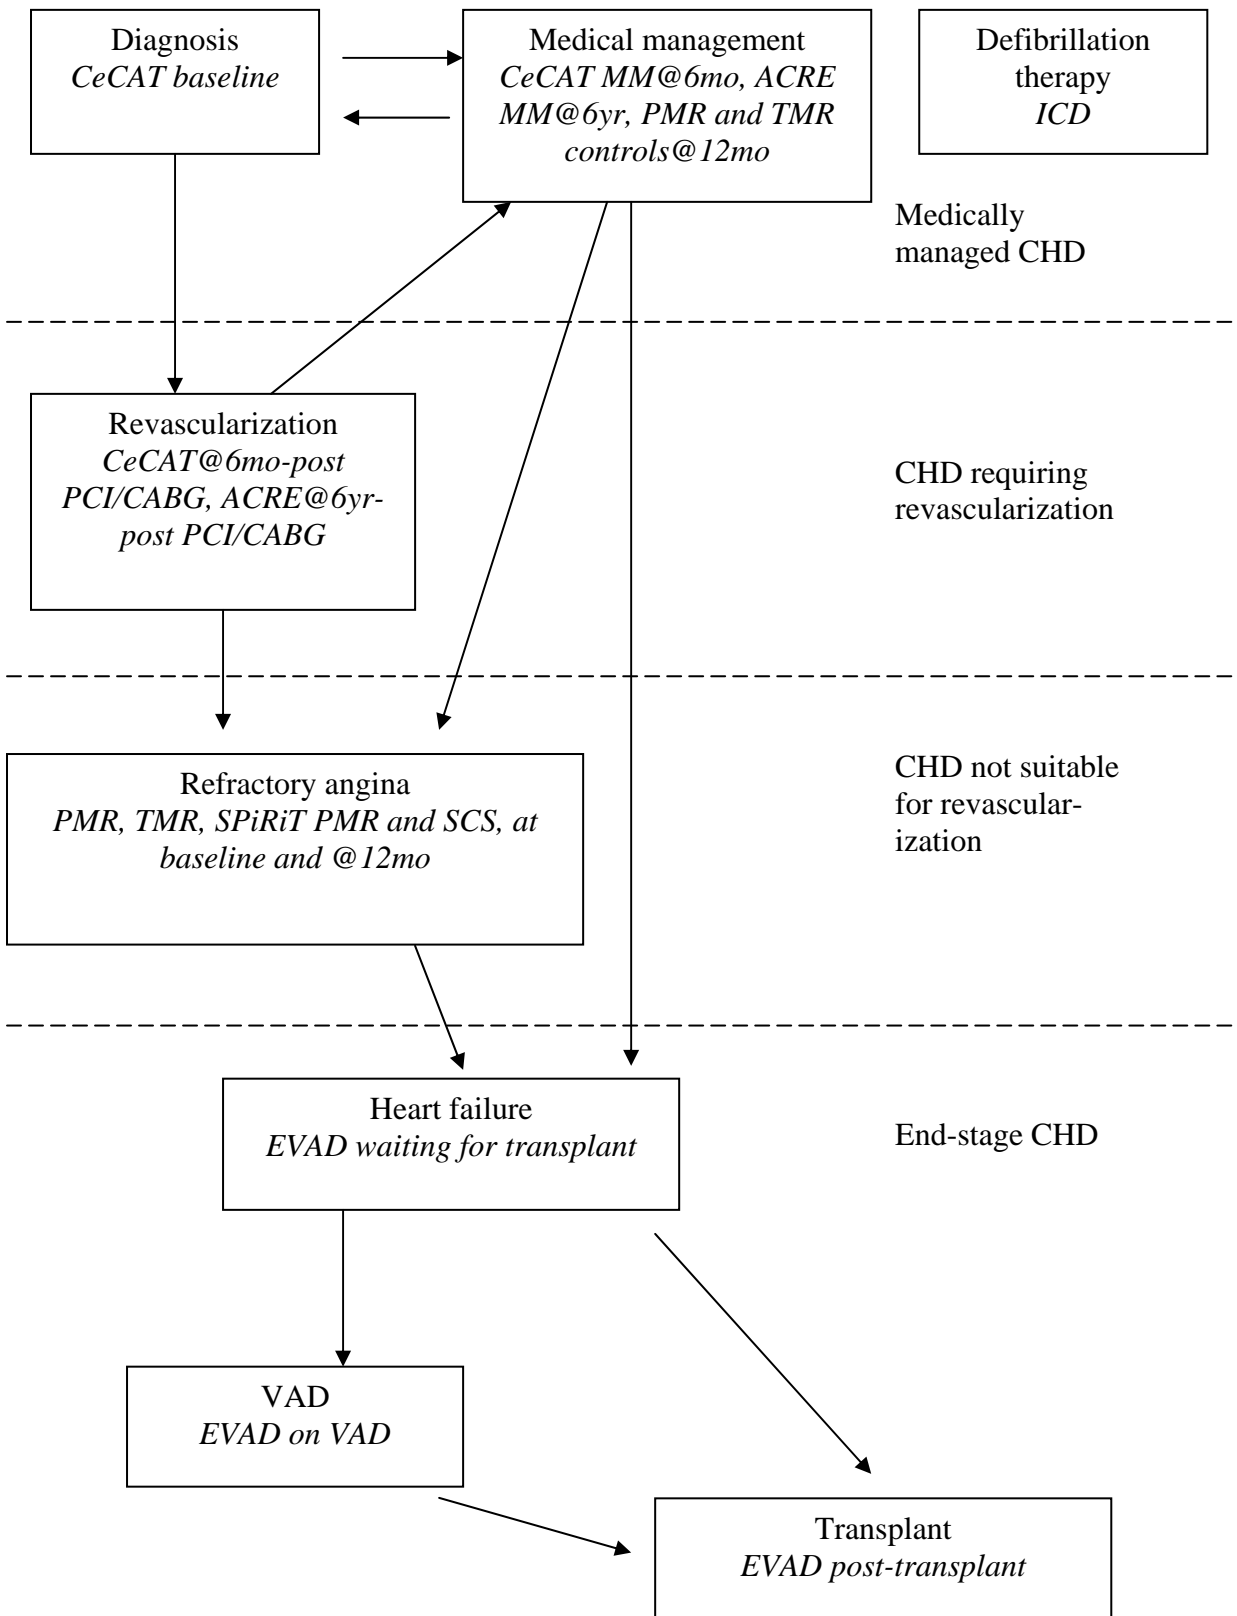 Diagnosis
CeCAT baseline
Medical management
CeCAT MM@6mo, ACRE
MM@6yr, PMR and TMR
controls@12mo
Defibrillation
therapy
ICD
Medically
managed CHD
Revascularization
CeCAT@6mo-post
PCI/CABG, ACRE@6yr-
post PCI/CABG
CHD requiring
revascularization
Refractory angina
PMR, TMR, SPiRiT PMR and SCS, at
baseline and @12mo
CHD not suitable
for revascular-
ization
Heart failure
EVAD waiting for transplant
End-stage CHD
VAD
EVAD on VAD
Transplant
EVAD post-transplant